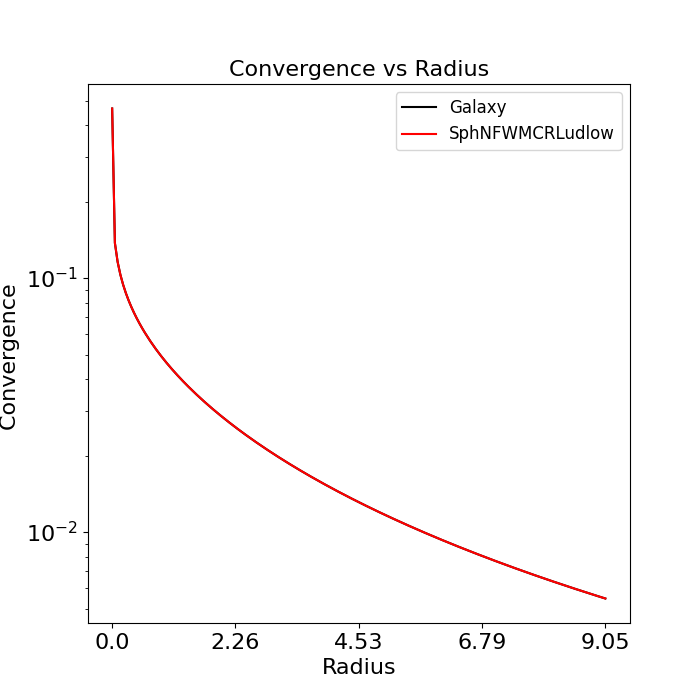 Convergence vs Radius
Galaxy
SphNFWMCRLudlow
Convergence
10⁻¹
10⁻²
0.0 2.26 4.53 6.79 9.05
Radius